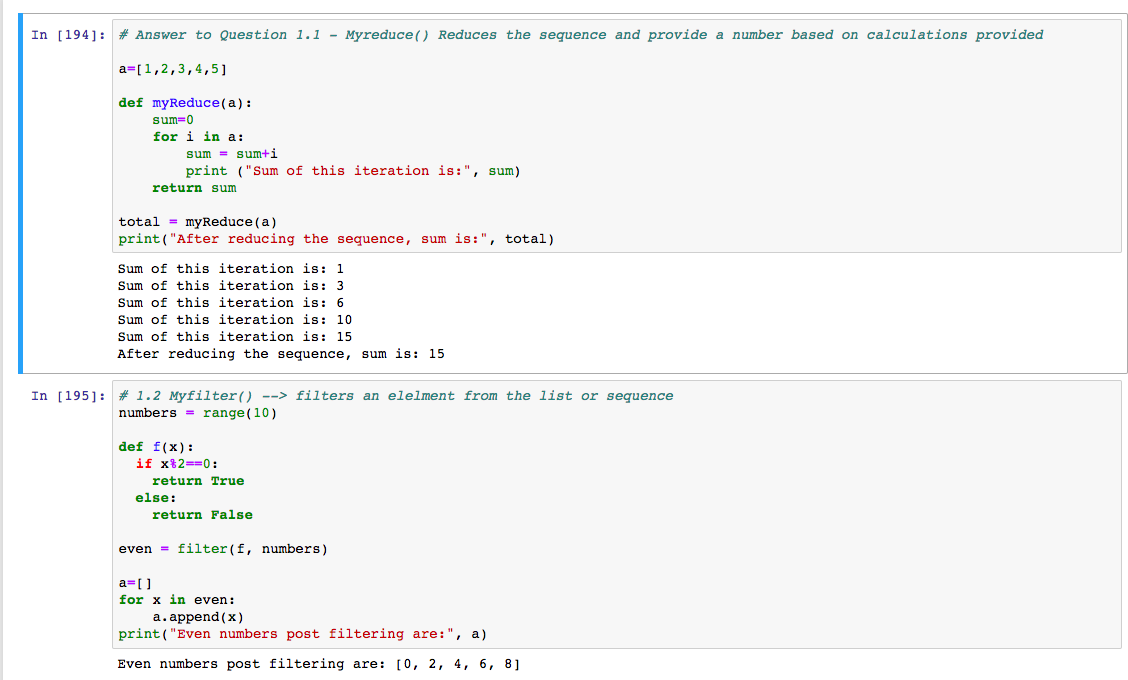 In [194]: # Answer to Question 1.1 - Myreduce() Reduces the sequence and provide a number based on calculations provided
a=[1,2,3,4,5]
def myReduce(a):
    sum=0
    for i in a:
        sum = sum+i
        print ("Sum of this iteration is:", sum)
    return sum
total = myReduce(a)
print("After reducing the sequence, sum is:", total)
Sum of this iteration is: 1
Sum of this iteration is: 3
Sum of this iteration is: 6
Sum of this iteration is: 10
Sum of this iteration is: 15
After reducing the sequence, sum is: 15
In [195]: # 1.2 Myfilter() --> filters an elelment from the list or sequence
numbers = range(10)
def f(x):
  if x%2==0:
    return True
  else:
    return False
even = filter(f, numbers)
a=[]
for x in even:
    a.append(x)
print("Even numbers post filtering are:", a)
Even numbers post filtering are: [0, 2, 4, 6, 8]